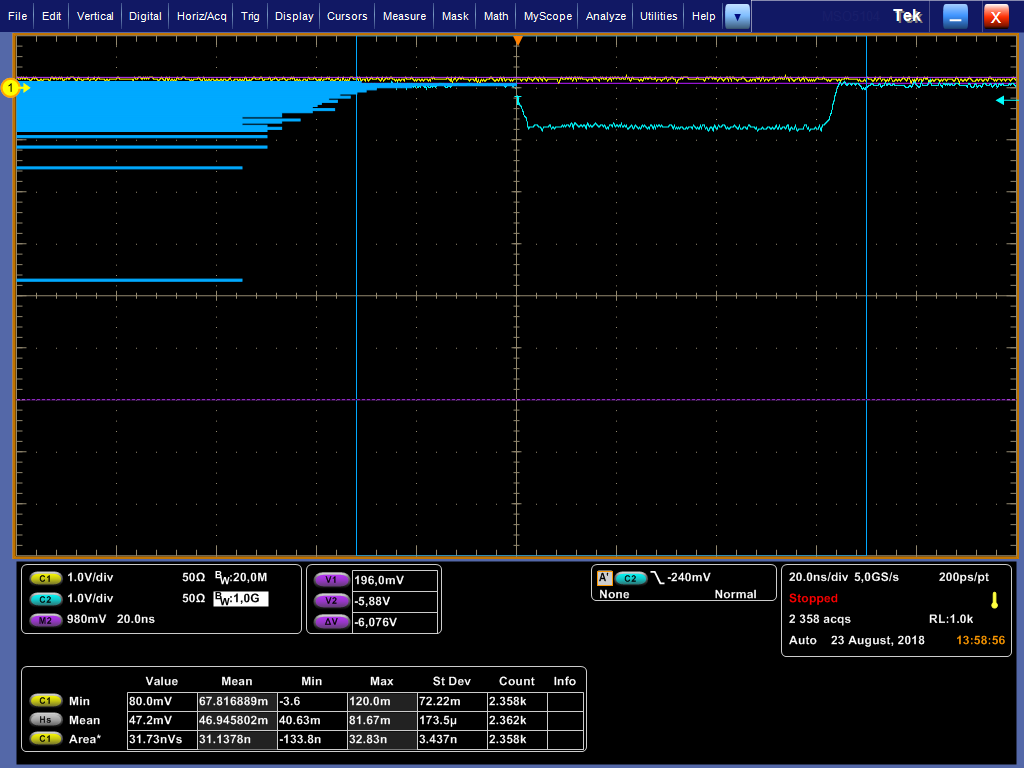 File Edit Vertical Digital Horiz/Acq Trig Display Cursors Measure Mask Math MyScope Analyze Utilities Help Tek X
1
C1 1.0V/div 50Ω BW:20,0M
C2 1.0V/div 50Ω BW:1,0G
M2 980mV 20.0ns
V1 196,0mV
V2 -5,88V
ΔV -6,076V
A' C2 -240mV
None Normal
20.0ns/div 5,0GS/s 200ps/pt
Stopped
2 358 acqs RL:1.0k
Auto 23 August, 2018 13:58:56
Value Mean Min Max St Dev Count Info
C1 Min 80.0mV 67.816889m -3.6 120.0m 72.22m 2.358k
Hs Mean 47.2mV 46.945802m 40.63m 81.67m 173.5µ 2.362k
C1 Area* 31.73nVs 31.1378n -133.8n 32.83n 3.437n 2.358k